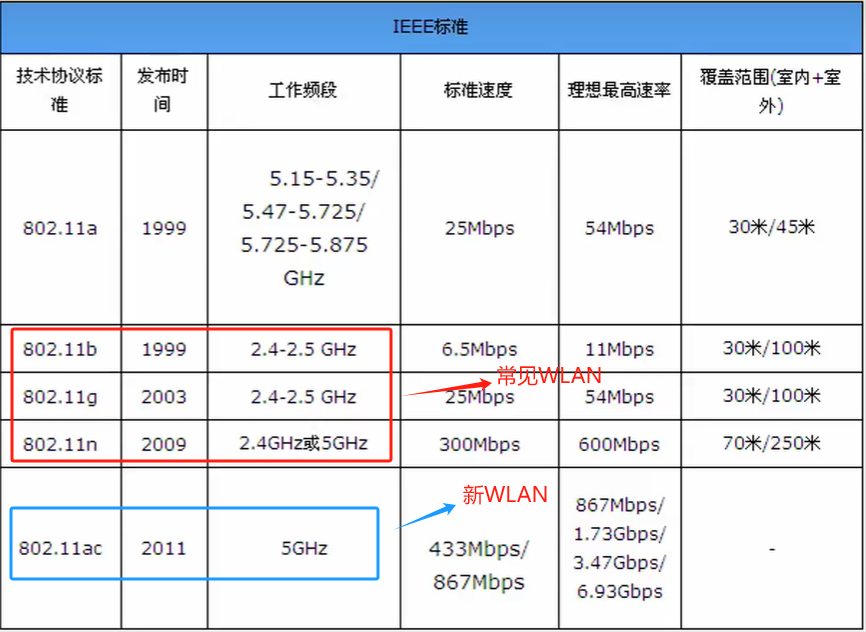 IEEE标准
技术协议标
准
发布时
间
工作频段
标准速度
理想最高速率
覆盖范围(室内+室
外)
802.11a
1999
5.15-5.35/
5.47-5.725/
5.725-5.875
GHz
25Mbps
54Mbps
30米/45米
802.11b
1999
2.4-2.5 GHz
6.5Mbps
11Mbps
30米/100米
常见WLAN
802.11g
2003
2.4-2.5 GHz
25Mbps
54Mbps
30米/100米
802.11n
2009
2.4GHz或5GHz
300Mbps
600Mbps
70米/250米
新WLAN
802.11ac
2011
5GHz
433Mbps/
867Mbps
867Mbps/
1.73Gbps/
3.47Gbps/
6.93Gbps
-